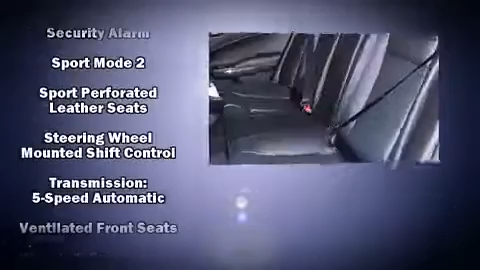 Security Alarm
Sport Mode 2
Sport Perforated
Leather Seats
Steering Wheel
Mounted Shift Control
Transmission:
5-Speed Automatic
Ventilated Front Seats